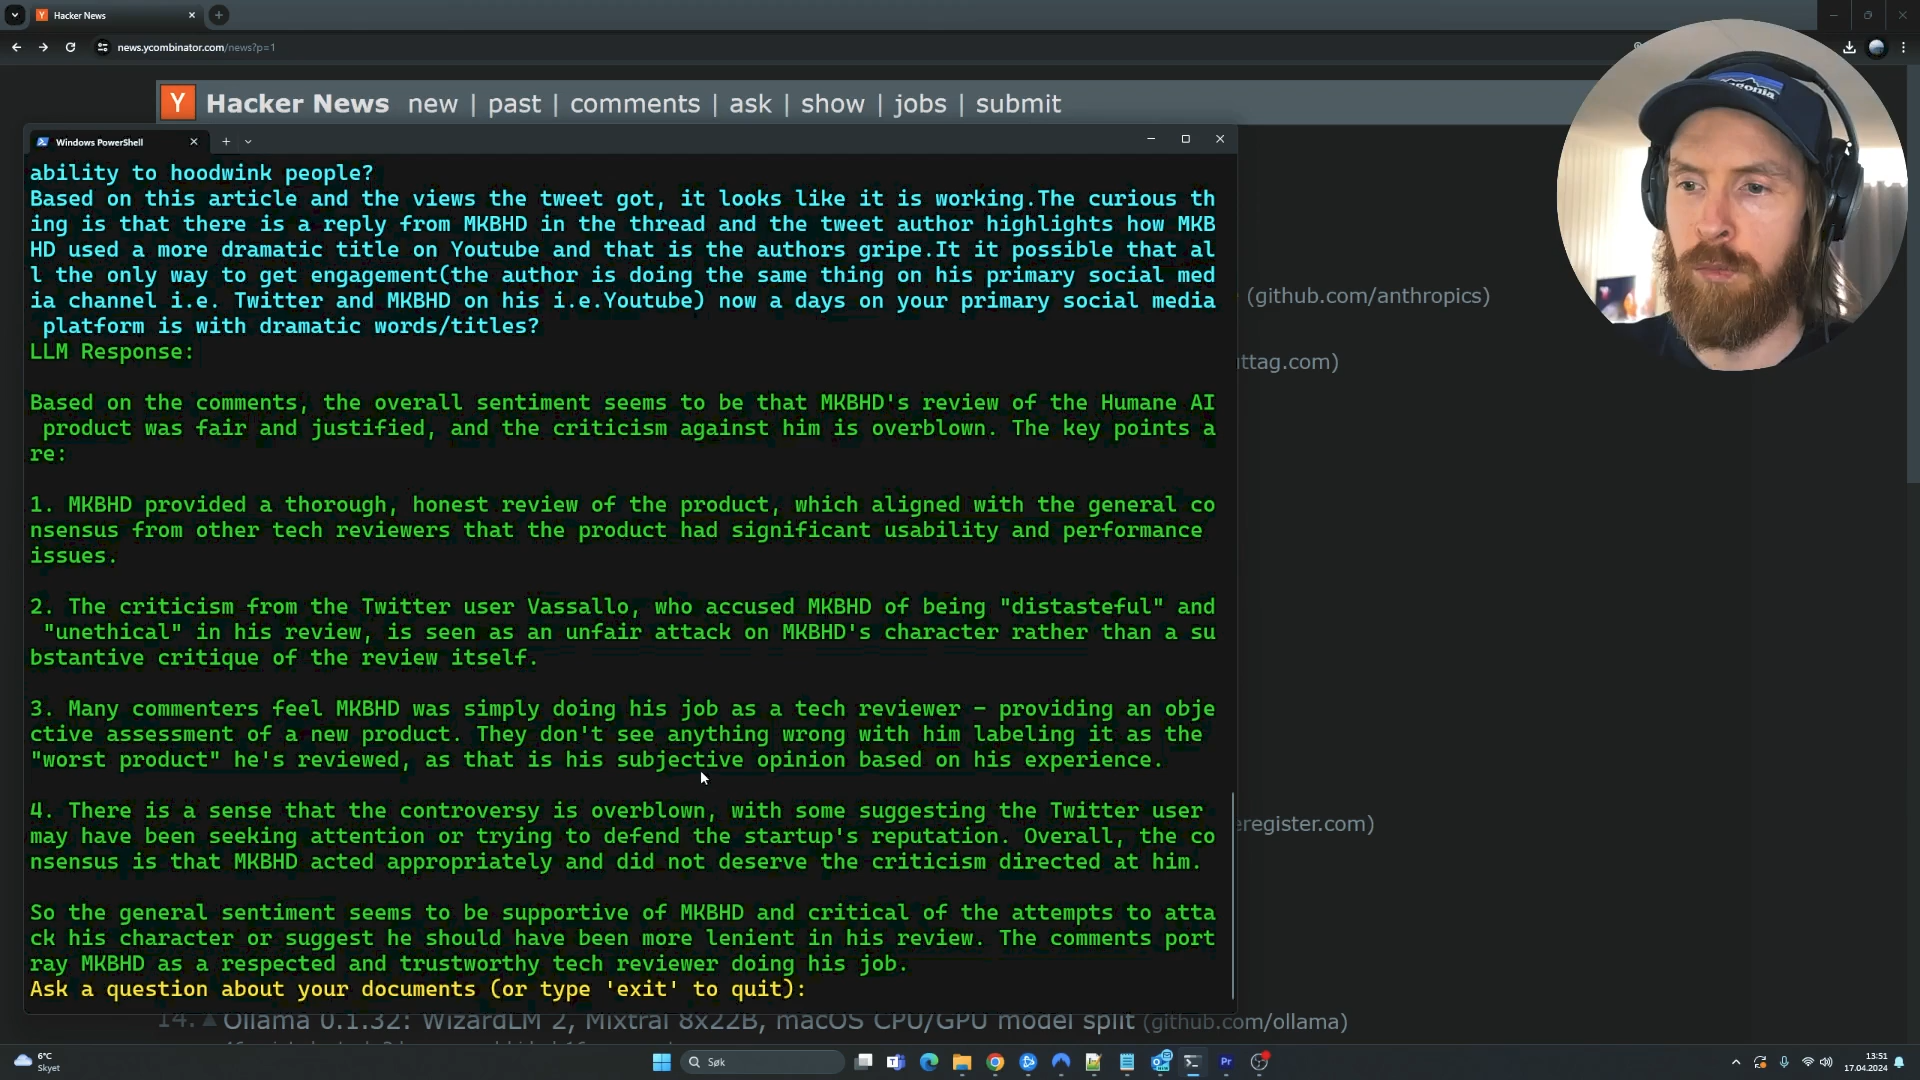 Hacker News
news.ycombinator.com/news?p=1
Y Hacker News new | past | comments | ask | show | jobs | submit
Windows PowerShell
ability to hoodwink people?
Based on this article and the views the tweet got, it looks like it is working.The curious th
ing is that there is a reply from MKBHD in the thread and the tweet author highlights how MKB
HD used a more dramatic title on Youtube and that is the authors gripe.It it possible that al
l the only way to get engagement(the author is doing the same thing on his primary social med
ia channel i.e. Twitter and MKBHD on his i.e.Youtube) now a days on your primary social media
platform is with dramatic words/titles?
LLM Response:
Based on the comments, the overall sentiment seems to be that MKBHD's review of the Humane AI
product was fair and justified, and the criticism against him is overblown. The key points a
re:
1. MKBHD provided a thorough, honest review of the product, which aligned with the general co
nsensus from other tech reviewers that the product had significant usability and performance
issues.
2. The criticism from the Twitter user Vassallo, who accused MKBHD of being "distasteful" and
"unethical" in his review, is seen as an unfair attack on MKBHD's character rather than a su
bstantive critique of the review itself.
3. Many commenters feel MKBHD was simply doing his job as a tech reviewer - providing an obje
ctive assessment of a new product. They don't see anything wrong with him labeling it as the
"worst product" he's reviewed, as that is his subjective opinion based on his experience.
4. There is a sense that the controversy is overblown, with some suggesting the Twitter user
may have been seeking attention or trying to defend the startup's reputation. Overall, the co
nsensus is that MKBHD acted appropriately and did not deserve the criticism directed at him.
So the general sentiment seems to be supportive of MKBHD and critical of the attempts to atta
ck his character or suggest he should have been more lenient in his review. The comments port
ray MKBHD as a respected and trustworthy tech reviewer doing his job.
Ask a question about your documents (or type 'exit' to quit):
(github.com/anthropics)
uttag.com)
eregister.com)
14. Ollama 0.1.32: WizardLM 2, Mixtral 8x22B, macOS CPU/GPU model split (github.com/ollama)
agonia
6°C
Skyet
Søk
Pr
13:51
17.04.2024